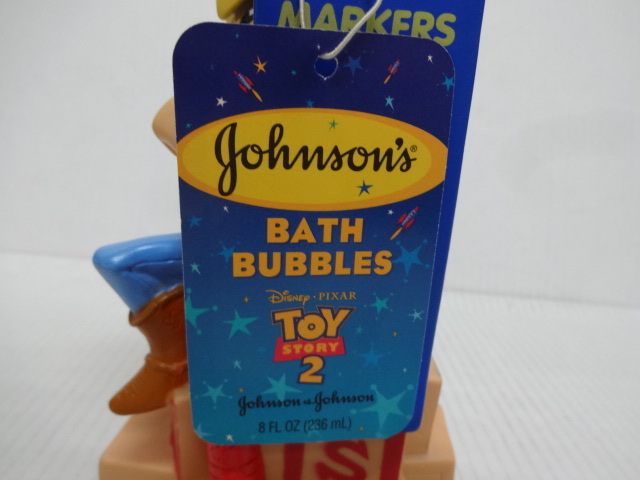 MARKERS
Johnson's®
BATH
BUBBLES
Disney · PIXAR
TOY
STORY
2
Johnson & Johnson
8 FL OZ (236 mL)
S